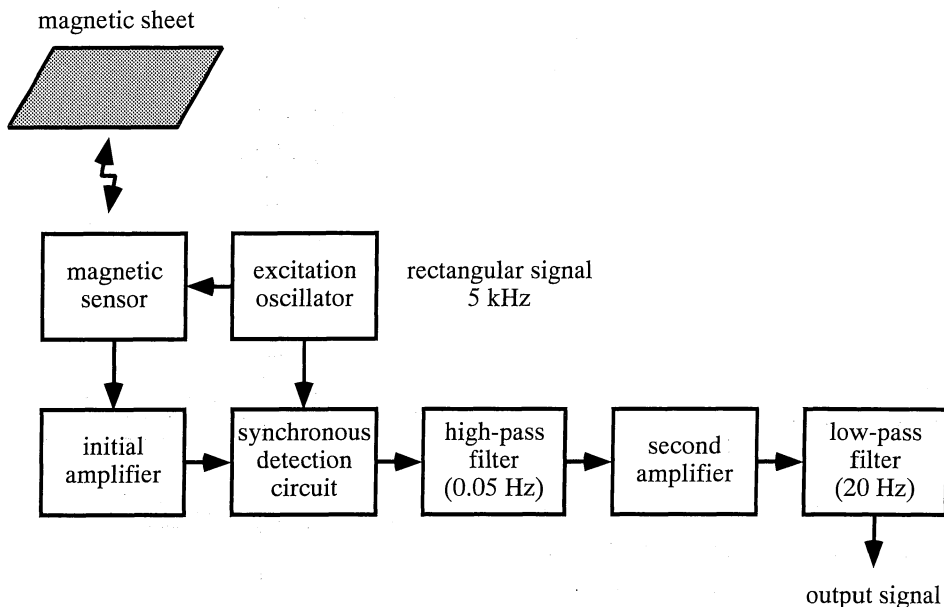 magnetic sheet
magnetic
sensor
excitation
oscillator
rectangular signal
5 kHz
initial
amplifier
synchronous
detection
circuit
high-pass
filter
(0.05 Hz)
second
amplifier
low-pass
filter
(20 Hz)
output signal